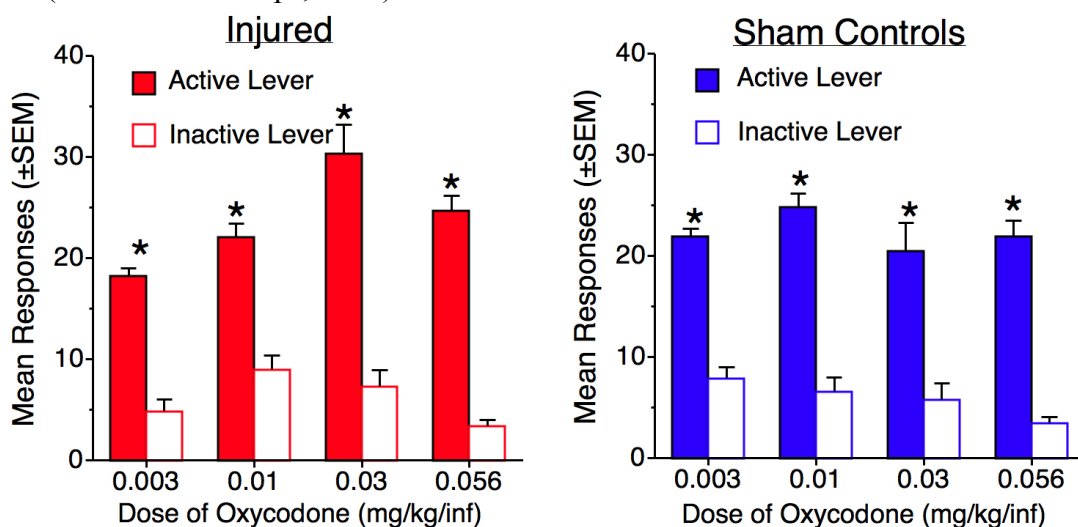 Injured
40
30
20
10
0
Mean Responses (±SEM)
Active Lever
Inactive Lever
*
*
*
*
0.003 0.01 0.03 0.056
Dose of Oxycodone (mg/kg/inf)
Sham Controls
40
30
20
10
0
Mean Responses (±SEM)
Active Lever
Inactive Lever
*
*
*
*
0.003 0.01 0.03 0.056
Dose of Oxycodone (mg/kg/inf)